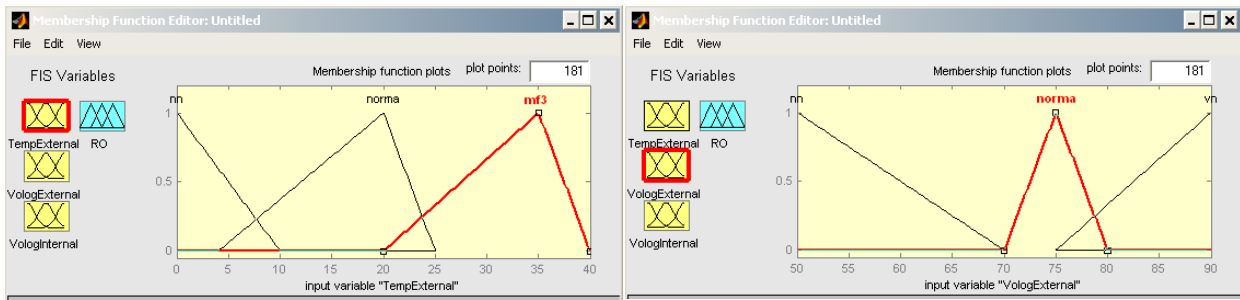 Membership Function Editor: Untitled
File Edit View
FIS Variables
Membership function plots plot points: 181
nn norma mf3
1
0.5
0
TempExternal RO
VologExternal
VologInternal
0 5 10 15 20 25 30 35 40
input variable "TempExternal"
Membership Function Editor: Untitled
File Edit View
FIS Variables
Membership function plots plot points: 181
nn norma vn
1
0.5
0
TempExternal RO
VologExternal
VologInternal
50 55 60 65 70 75 80 85 90
input variable "VologExternal"